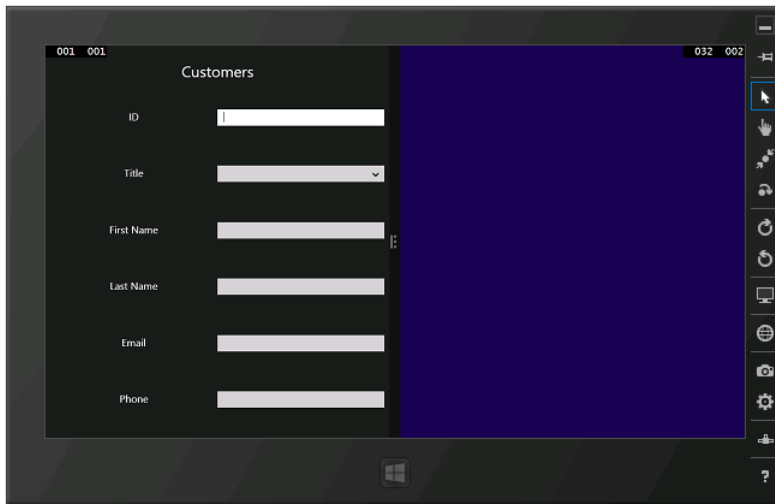 001 001
032 002
Customers
ID
Title
First Name
Last Name
Email
Phone
?